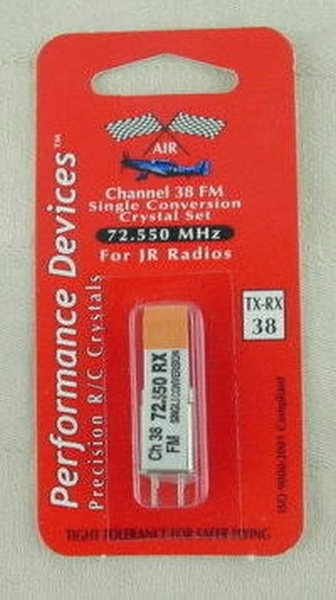 AIR
Channel 38 FM
Single Conversion
Crystal Set
72.550 MHz
For JR Radios
Performance Devices™
Precision R/C Crystals
TX-RX
38
Ch 38 72.550 RX
FM SINGLE CONVERSION
ISO 9000/9001 Compliant
TIGHT TOLERANCE FOR SAFER FLYING